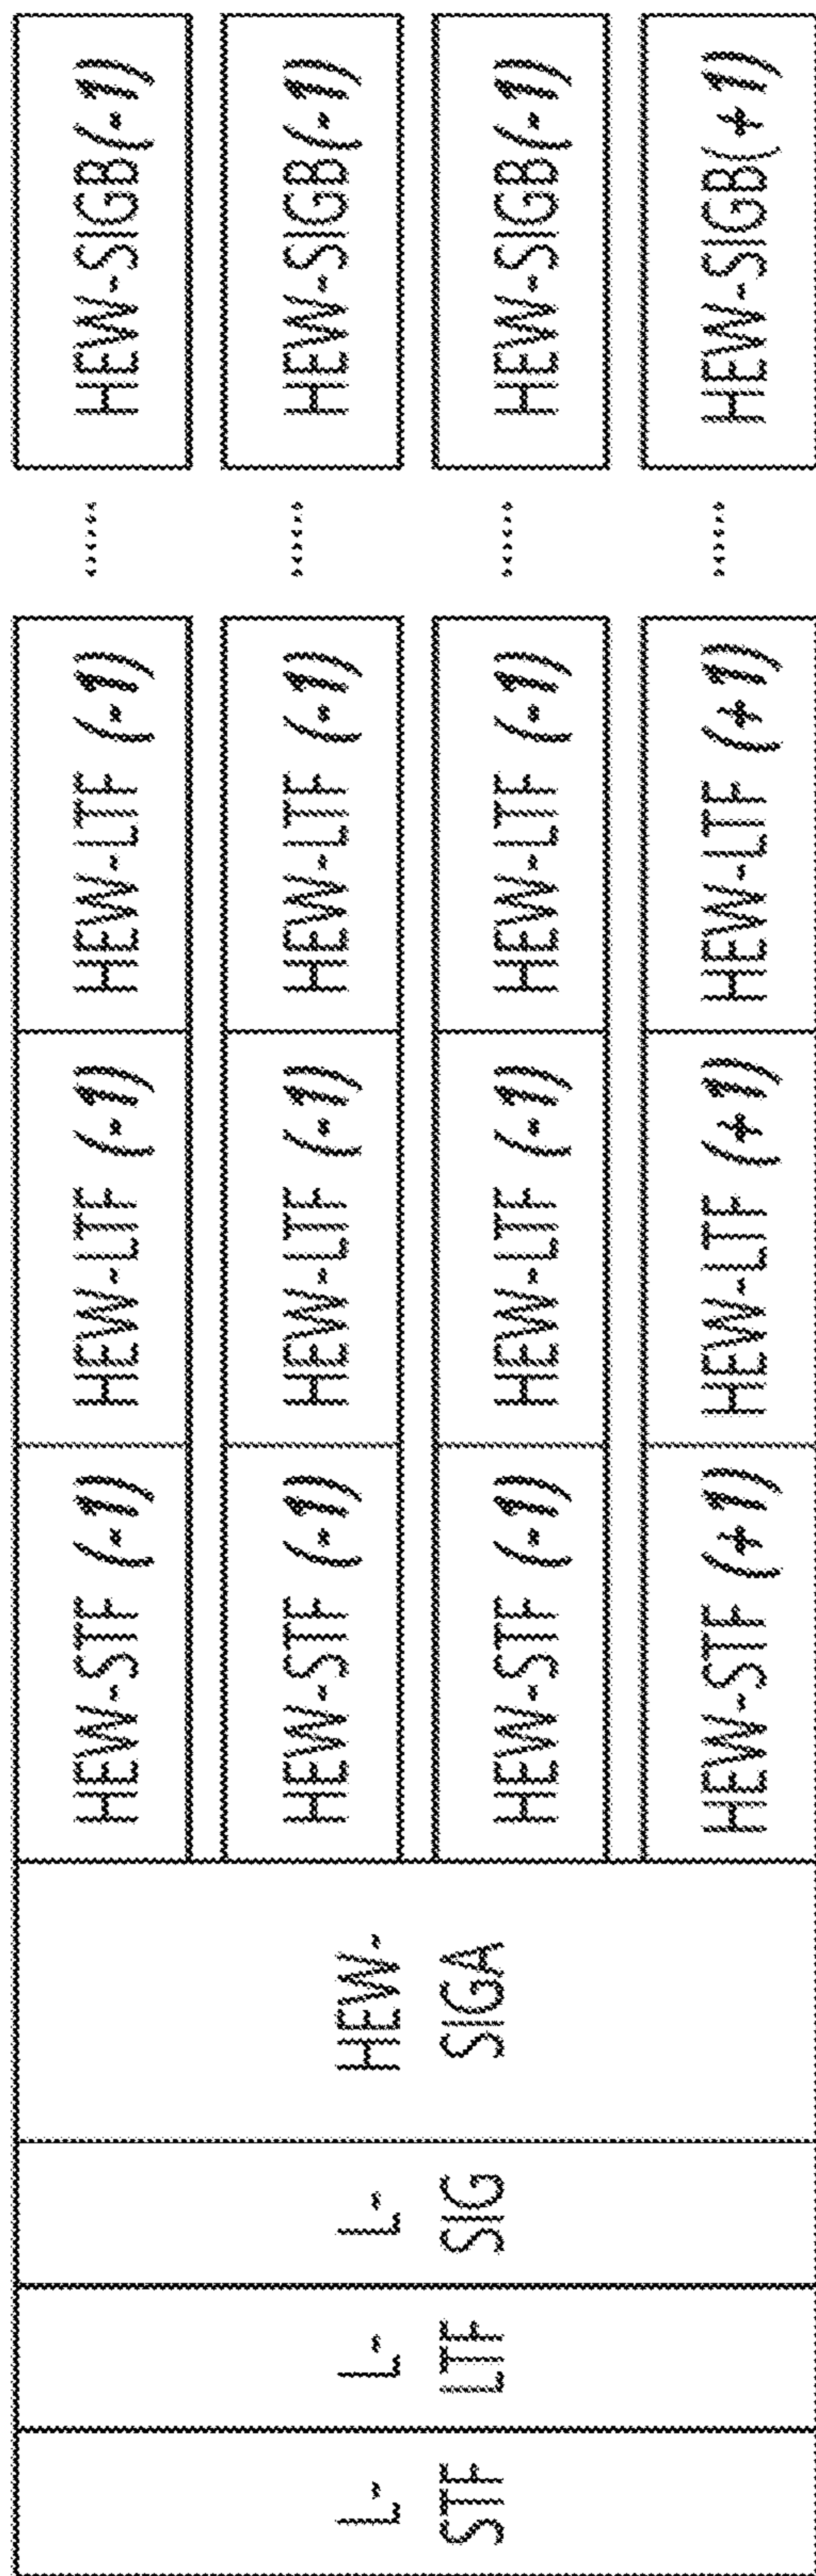 L-
STF
L-
LTF
L-
SIG
HEW-
SIGA
HEW-STF (-1)
HEW-LTF (-1)
HEW-LTF (-1)
......
HEW-SIGB(-1)
HEW-STF (-1)
HEW-LTF (-1)
HEW-LTF (-1)
......
HEW-SIGB(-1)
HEW-STF (-1)
HEW-LTF (-1)
HEW-LTF (-1)
......
HEW-SIGB(-1)
HEW-STF (+1)
HEW-LTF (+1)
HEW-LTF (+1)
......
HEW-SIGB(+1)